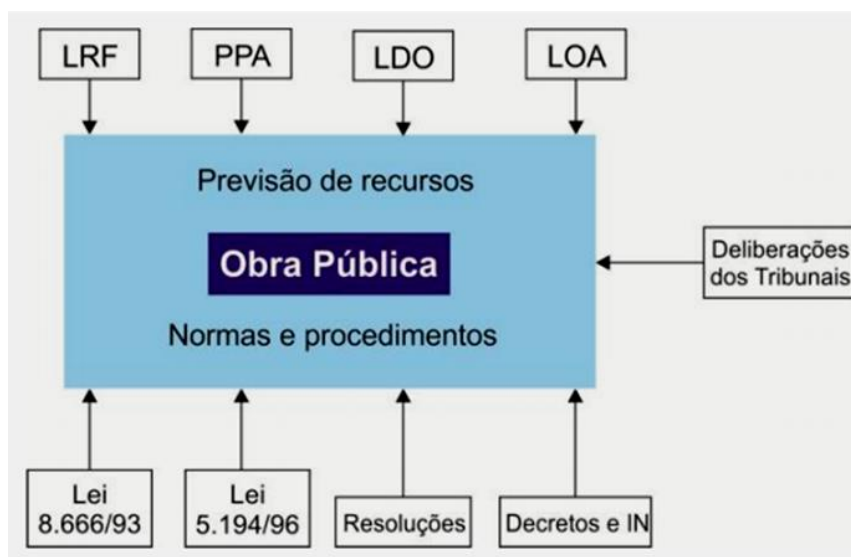 LRF
PPA
LDO
LOA
Previsão de recursos
Obra Pública
Normas e procedimentos
Deliberações
dos Tribunais
Lei
8.666/93
Lei
5.194/96
Resoluções
Decretos e IN